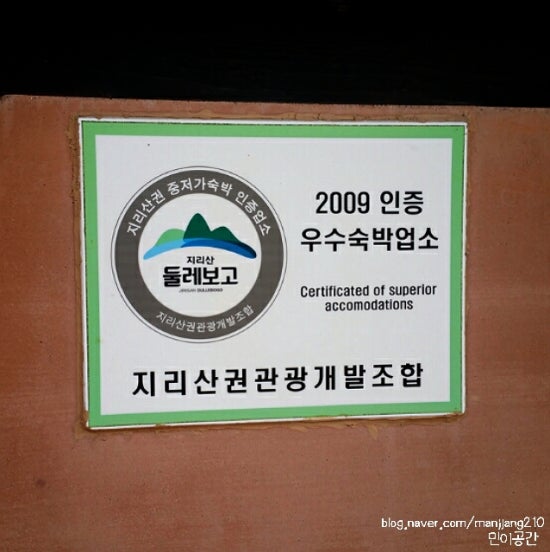 지리산권 중저가숙박 인증업소
지리산
둘레보고
JIRISAN DULLEBOGO
지리산권관광개발조합
2009 인증
우수숙박업소
Certificated of superior
accomodations
지리산권관광개발조합
blog.naver.com/manjjang210
민이공간